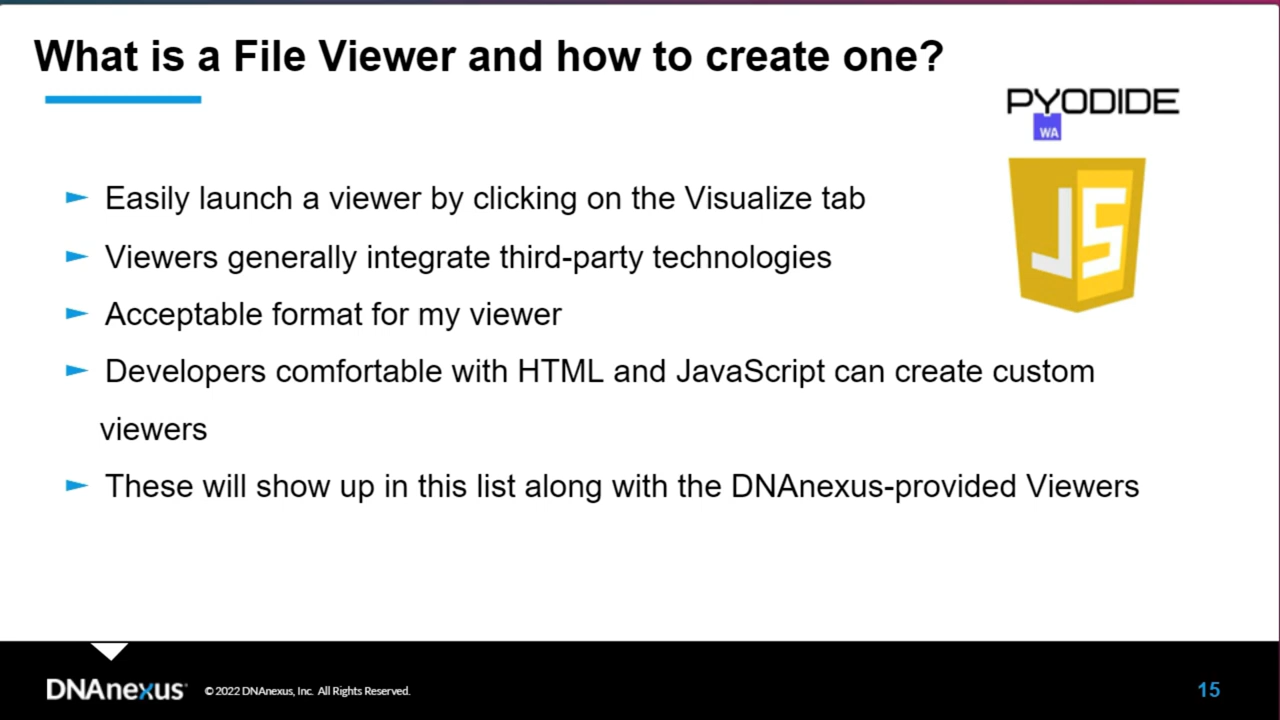 What is a File Viewer and how to create one?
PYODIDE
WA
JS
Easily launch a viewer by clicking on the Visualize tab
Viewers generally integrate third-party technologies
Acceptable format for my viewer
Developers comfortable with HTML and JavaScript can create custom
viewers
These will show up in this list along with the DNAnexus-provided Viewers
DNAnexus © 2022 DNAnexus, Inc. All Rights Reserved.
15